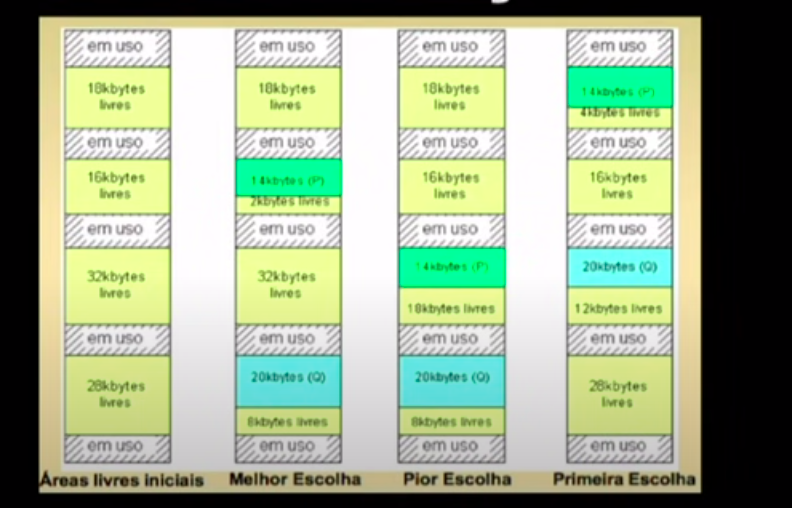 em uso
18kbytes
livres
em uso
16kbytes
livres
em uso
32kbytes
livres
em uso
28kbytes
livres
em uso
Áreas livres iniciais
em uso
18kbytes
livres
em uso
14kbytes (P)
2kbytes livres
em uso
32kbytes
livres
em uso
20kbytes (Q)
8kbytes livres
em uso
Melhor Escolha
em uso
18kbytes
livres
em uso
16kbytes
livres
em uso
14kbytes (P)
18kbytes livres
em uso
20kbytes (Q)
8kbytes livres
em uso
Pior Escolha
em uso
14kbytes (P)
4kbytes livres
em uso
16kbytes
livres
em uso
20kbytes (Q)
12kbytes livres
em uso
28kbytes
livres
em uso
Primeira Escolha